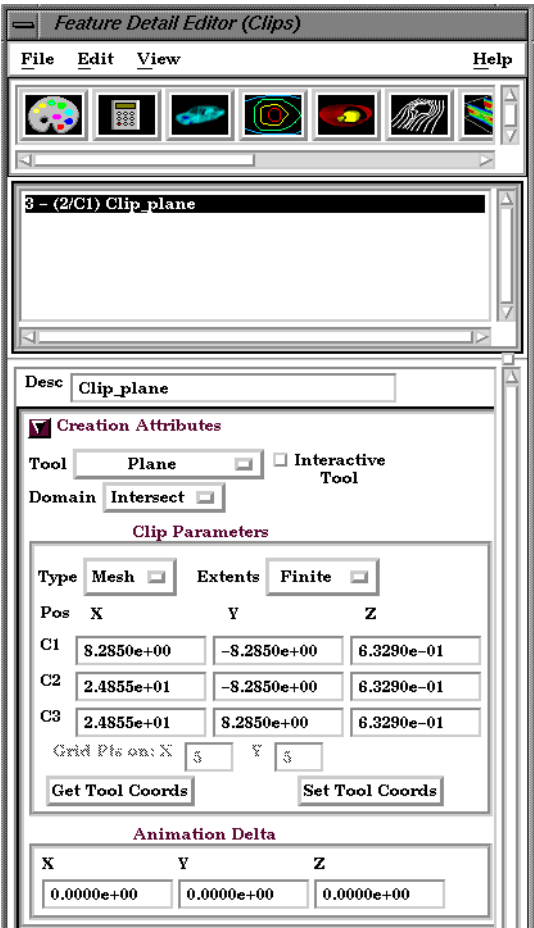 Feature Detail Editor (Clips)
File Edit View Help
3 - (2/C1) Clip_plane
Desc Clip_plane
Creation Attributes
Tool Plane Interactive
Tool
Domain Intersect
Clip Parameters
Type Mesh Extents Finite
Pos X Y Z
C1 8.2850e+00 -8.2850e+00 6.3290e-01
C2 2.4855e+01 -8.2850e+00 6.3290e-01
C3 2.4855e+01 8.2850e+00 6.3290e-01
Grid Pts on: X 5 Y 5
Get Tool Coords Set Tool Coords
Animation Delta
X Y Z
0.0000e+00 0.0000e+00 0.0000e+00